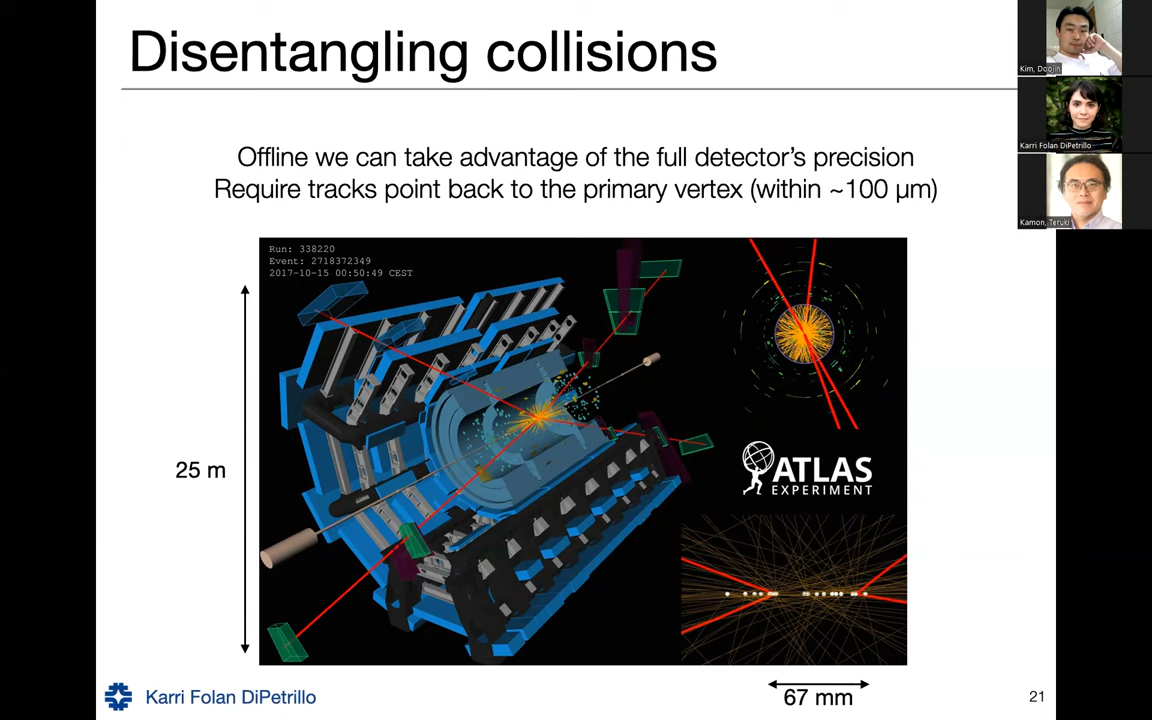 Disentangling collisions
Offline we can take advantage of the full detector's precision
Require tracks point back to the primary vertex (within ~100 μm)
Run: 338220
Event: 2718372349
2017-10-15 00:50:49 CEST
25 m
ATLAS
EXPERIMENT
67 mm
Karri Folan DiPetrillo
21
Kim, Doojin
Karri Folan DiPetrillo
Kamon, Teruki